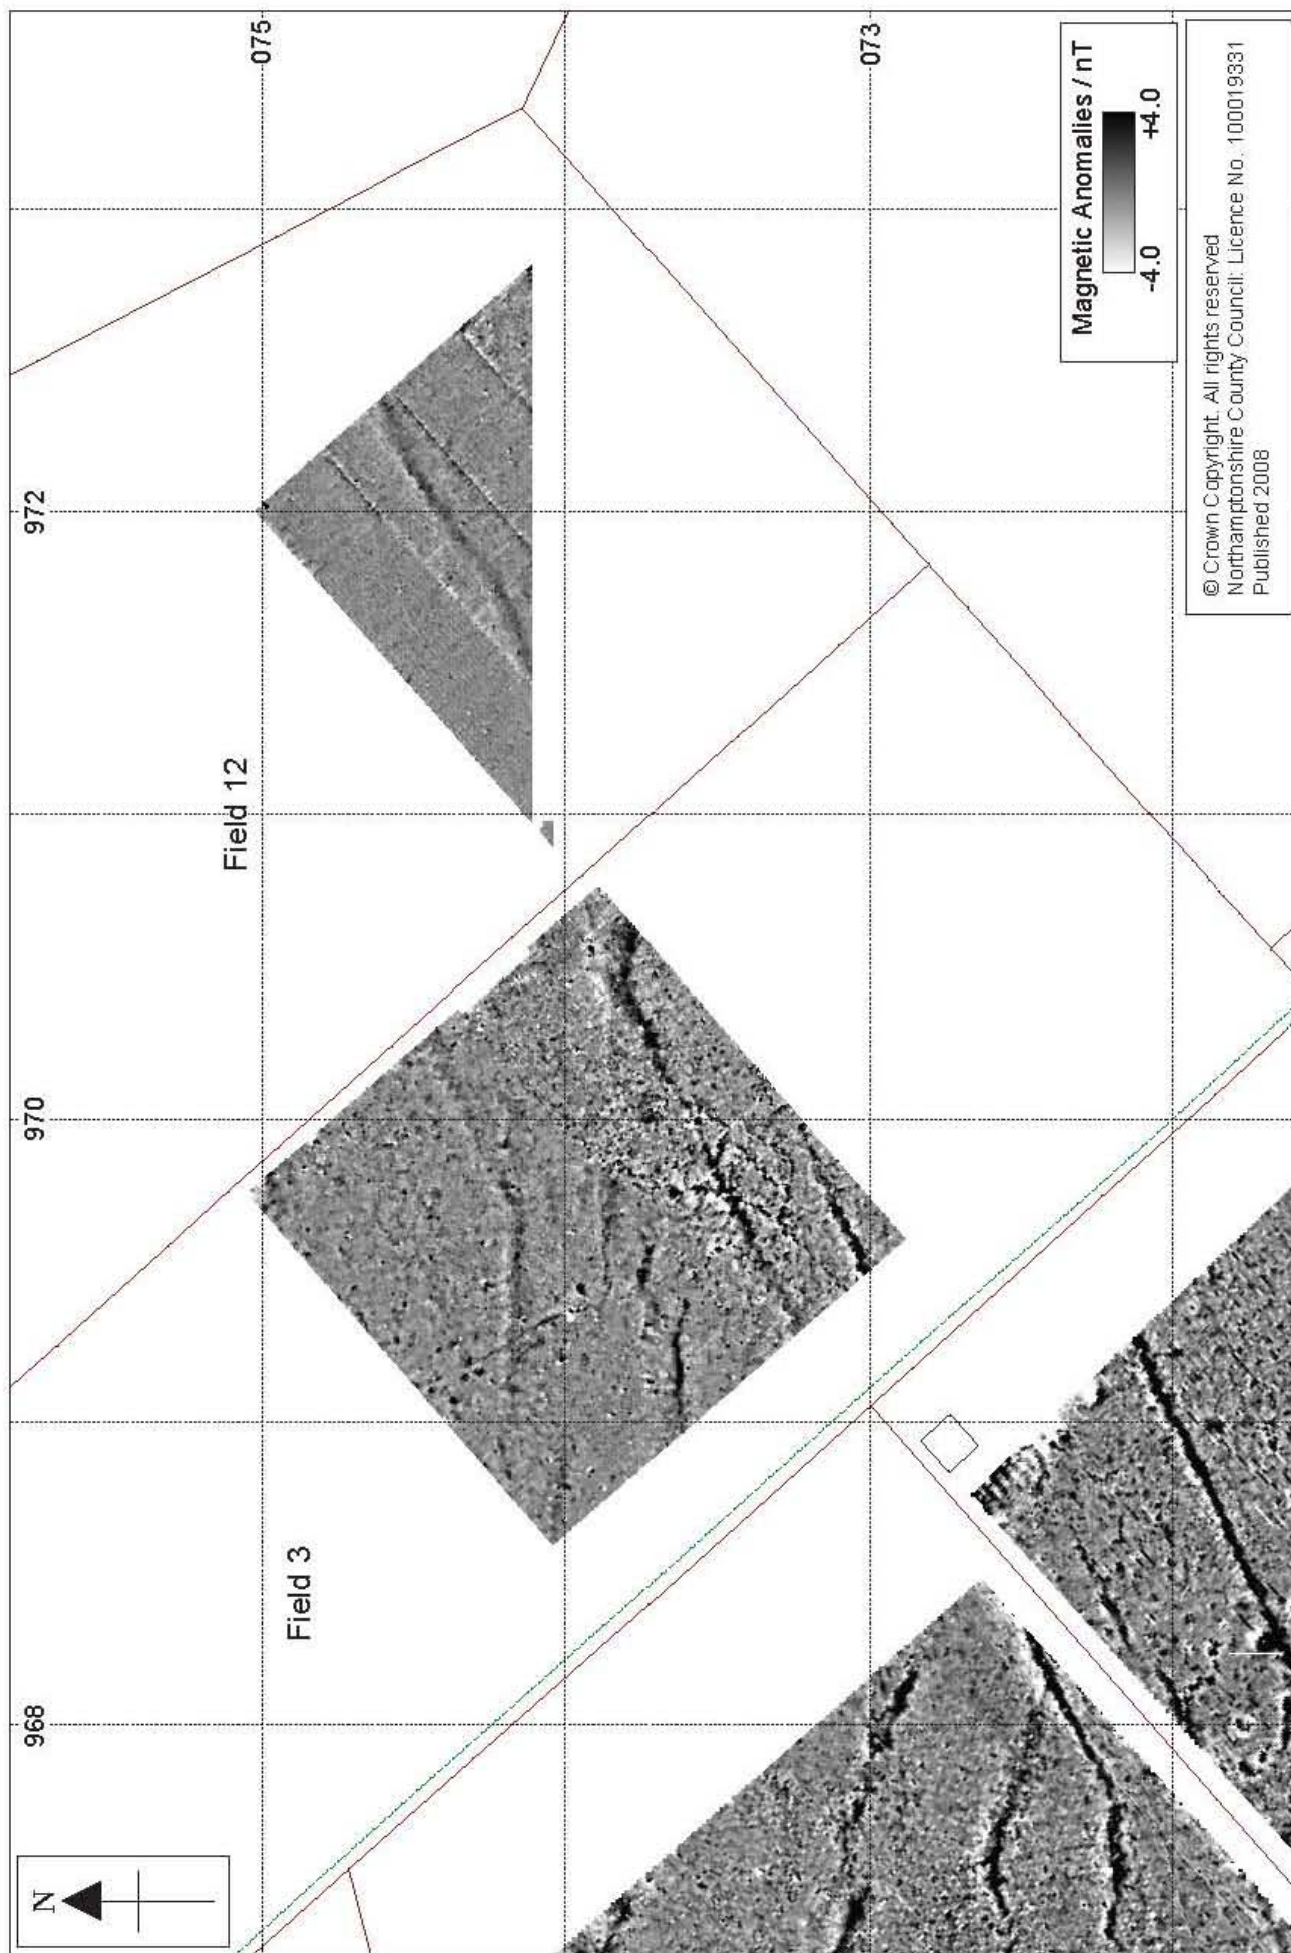 N
968
970
972
075
073
Field 3
Field 12
Magnetic Anomalies / nT
-4.0
+4.0
© Crown Copyright. All rights reserved
Northamptonshire County Council: Licence No. 100019331
Published 2008